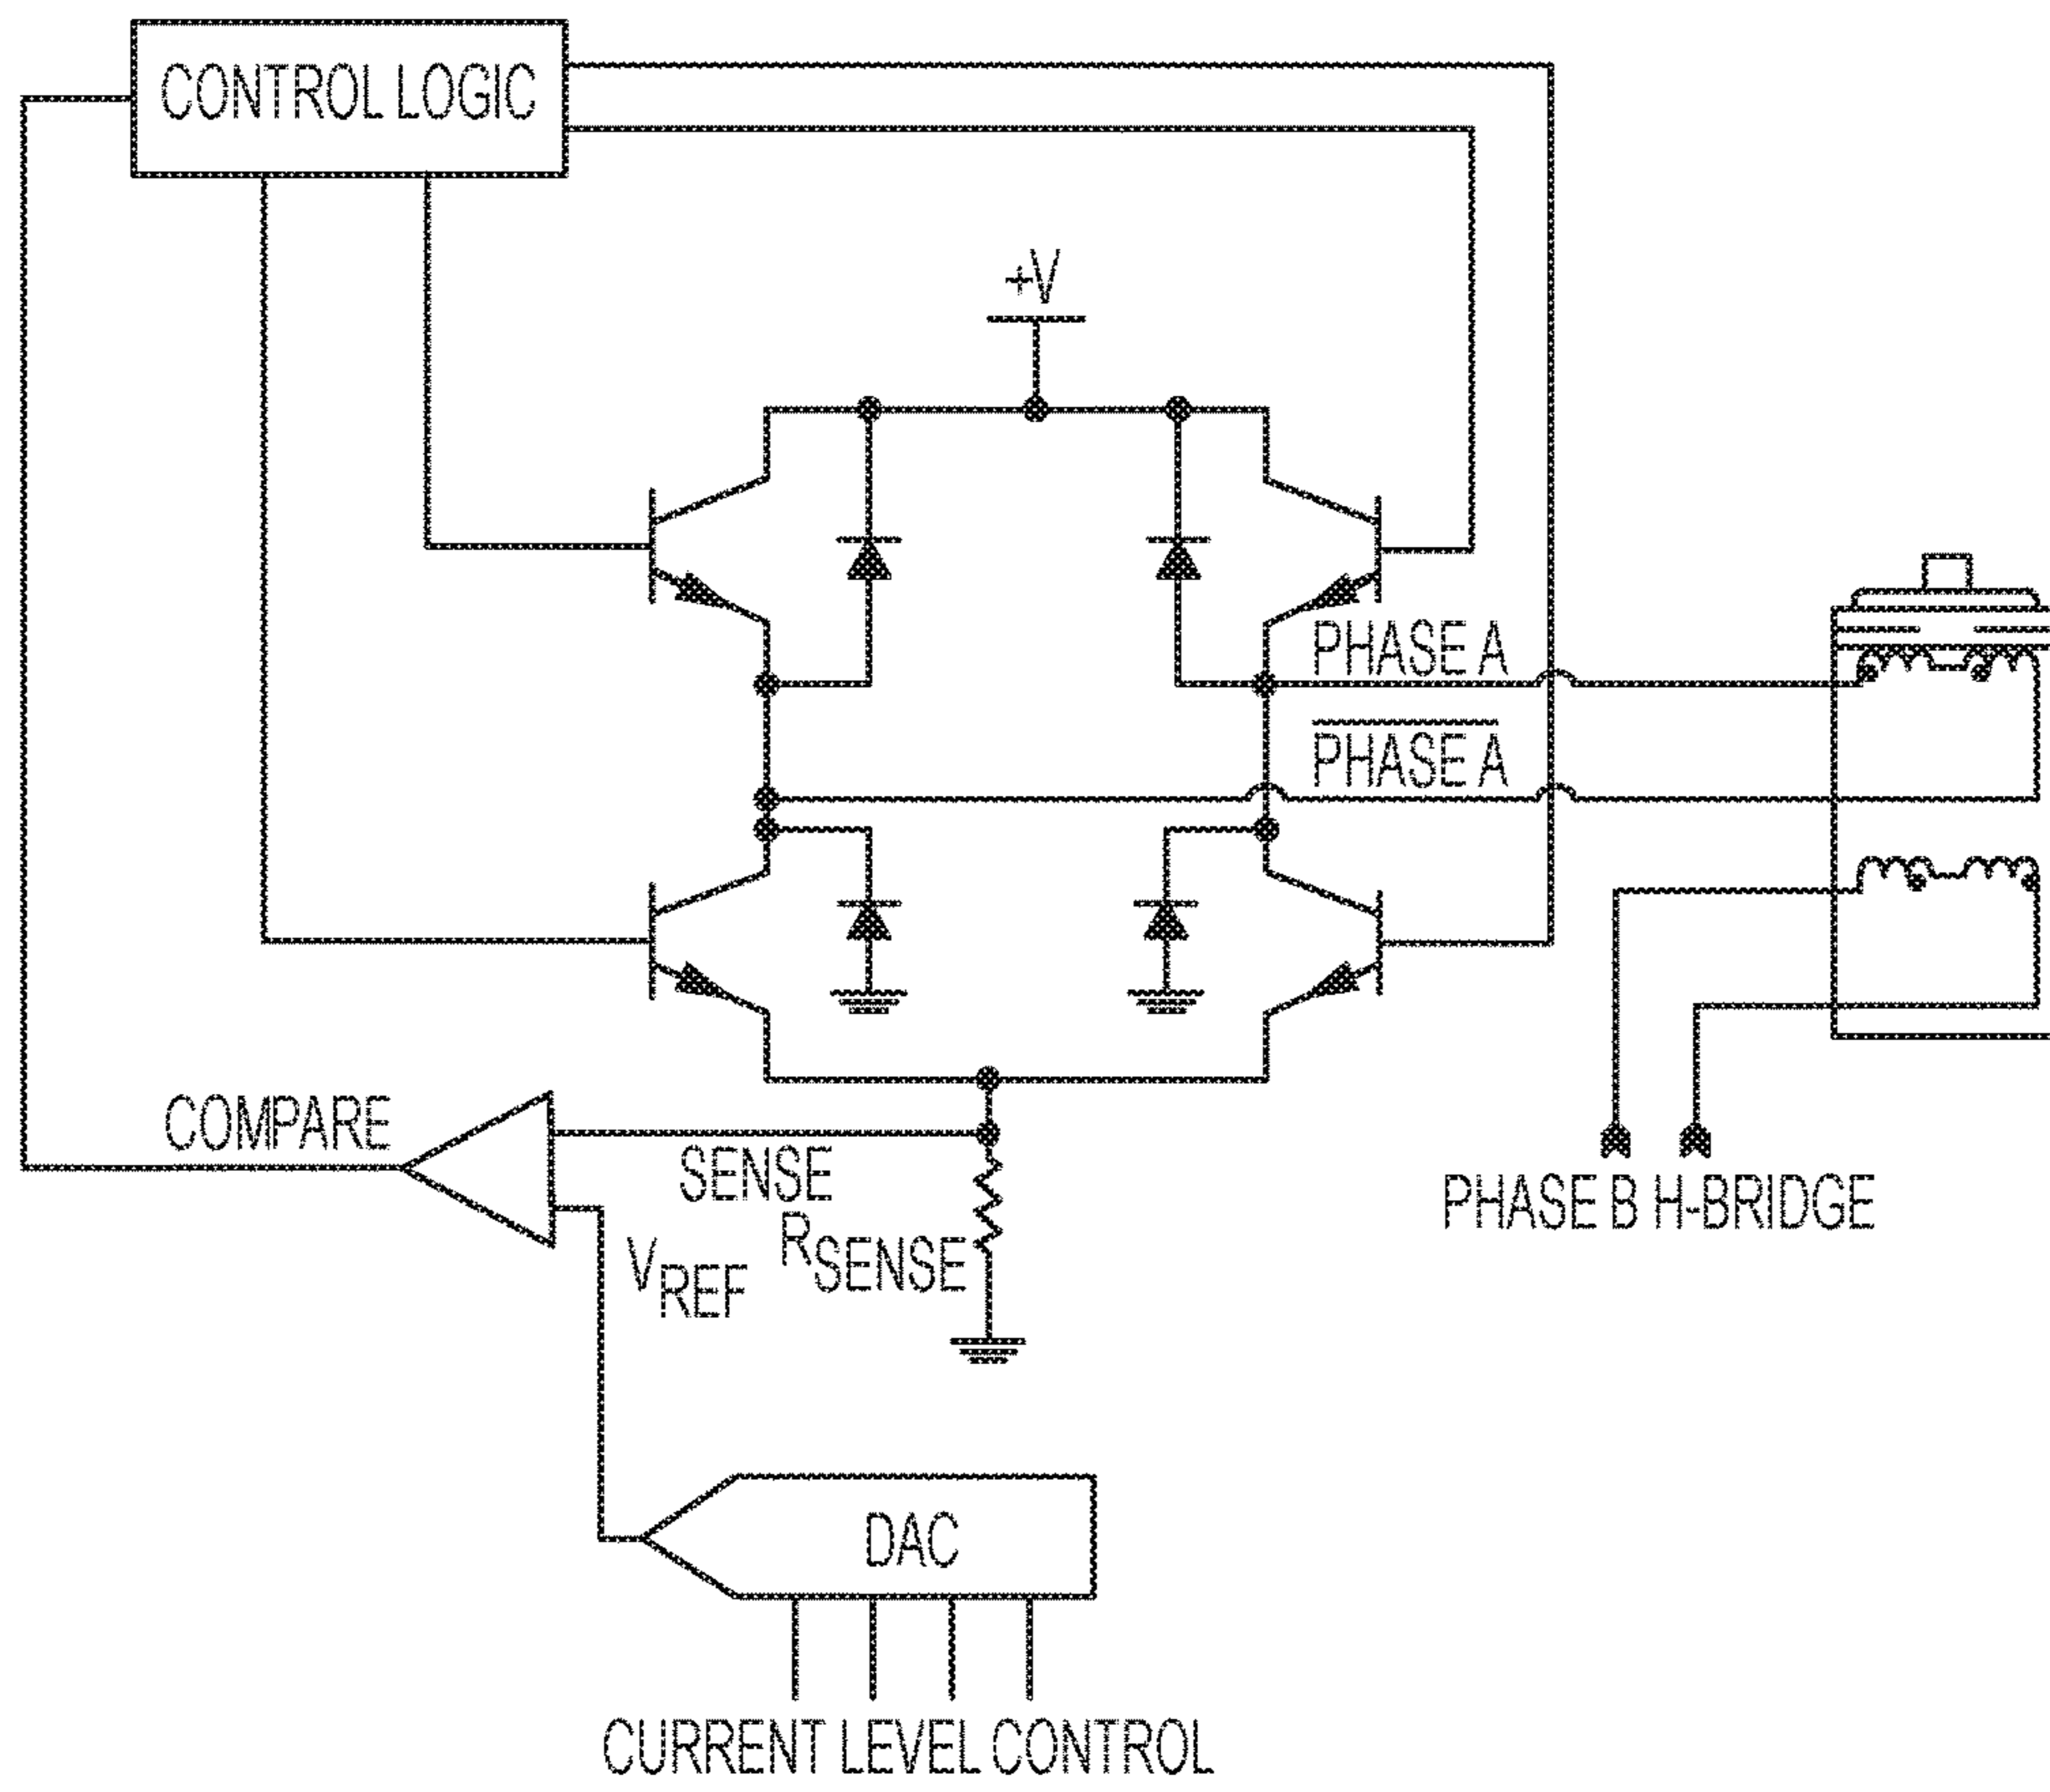 CONTROL LOGIC
+V
PHASE A
PHASE A
COMPARE
SENSE
RSENSE
VREF
PHASE B H-BRIDGE
DAC
CURRENT LEVEL CONTROL